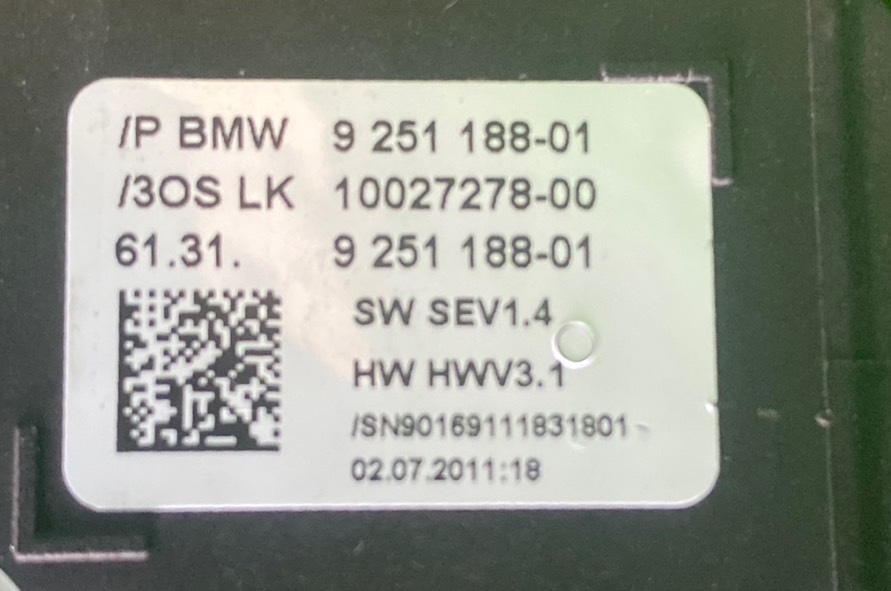 /P BMW 9 251 188-01
/3OS LK 10027278-00
61.31. 9 251 188-01
SW SEV1.4
HW HWV3.1
/SN90169111831801
02.07.2011:18